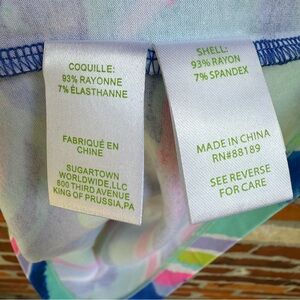 COQUILLE:
93% RAYONNE
7% ÉLASTHANNE
FABRIQUÉ EN
CHINE
SUGARTOWN
WORLDWIDE,LLC
800 THIRD AVENUE
KING OF PRUSSIA,PA
SHELL:
93% RAYON
7% SPANDEX
MADE IN CHINA
RN#88189
SEE REVERSE
FOR CARE